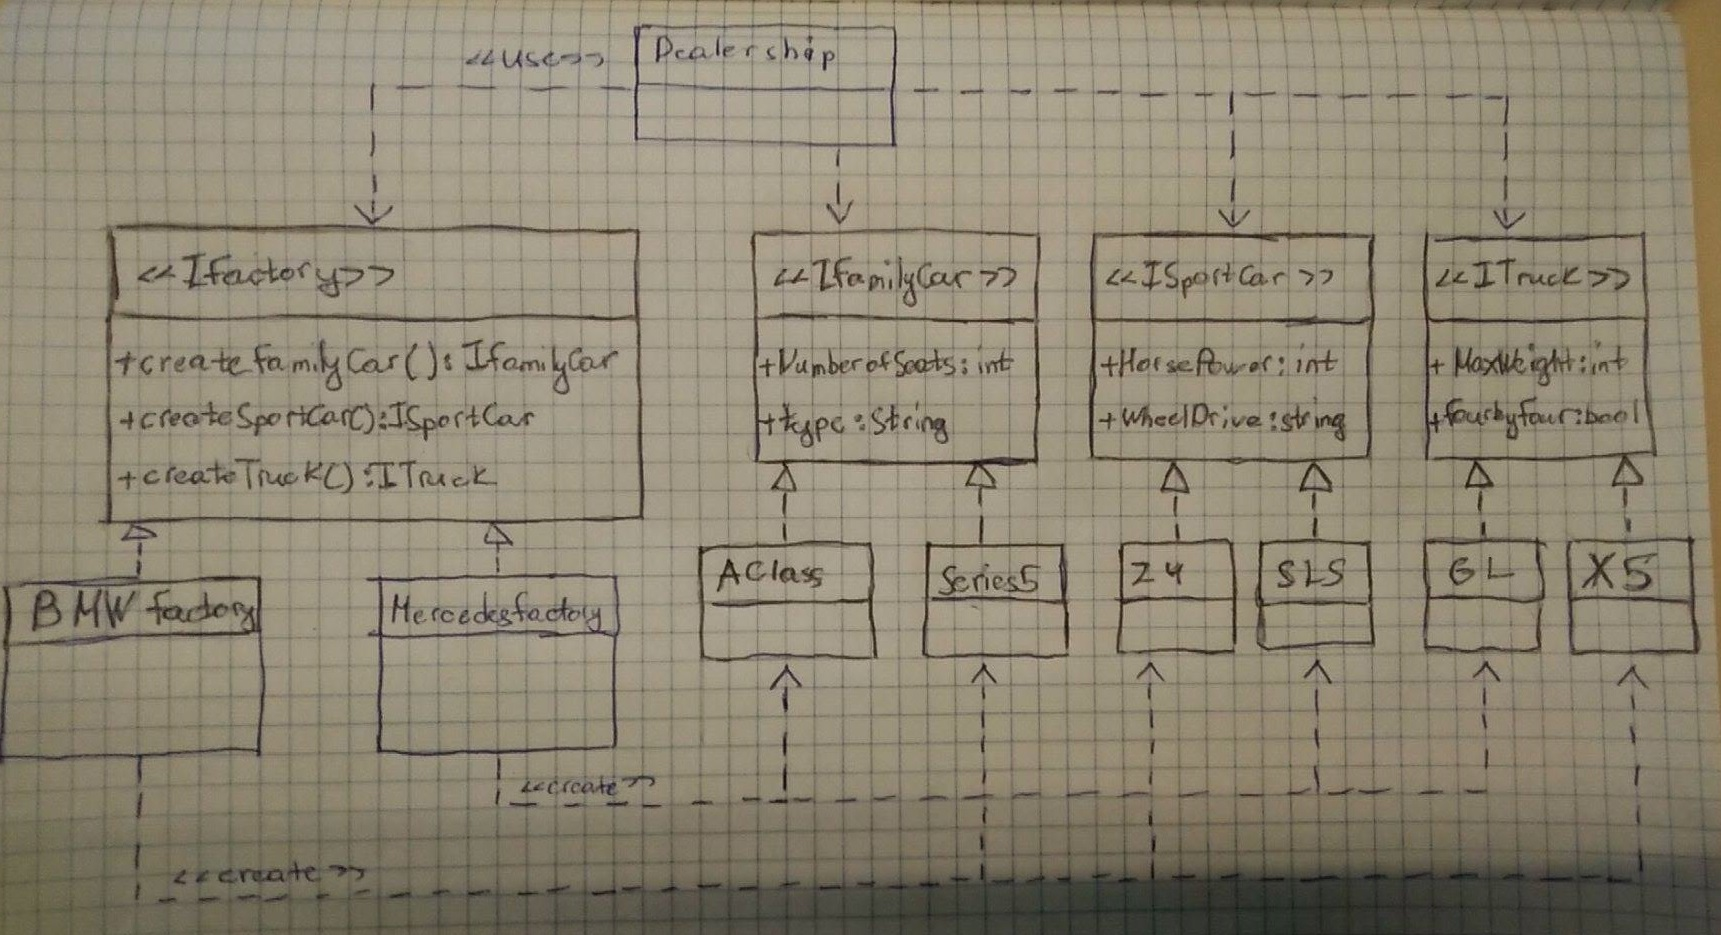 <<use>>
Dealership
<<Ifactory>>
+createfamilyCar(): IfamilyCar
+createSportCar():ISportCar
+createTruck():ITruck
<<IfamilyCar>>
+NumberofSeats: int
+type: String
<<ISportCar>>
+HorsePower: int
+WheelDrive: string
<<ITruck>>
+MaxWeight: int
+fourbyfour: bool
BMW factory
Mercedesfactory
AClass
Series5
Z4
SLS
GL
X5
<<create>>
<<create>>